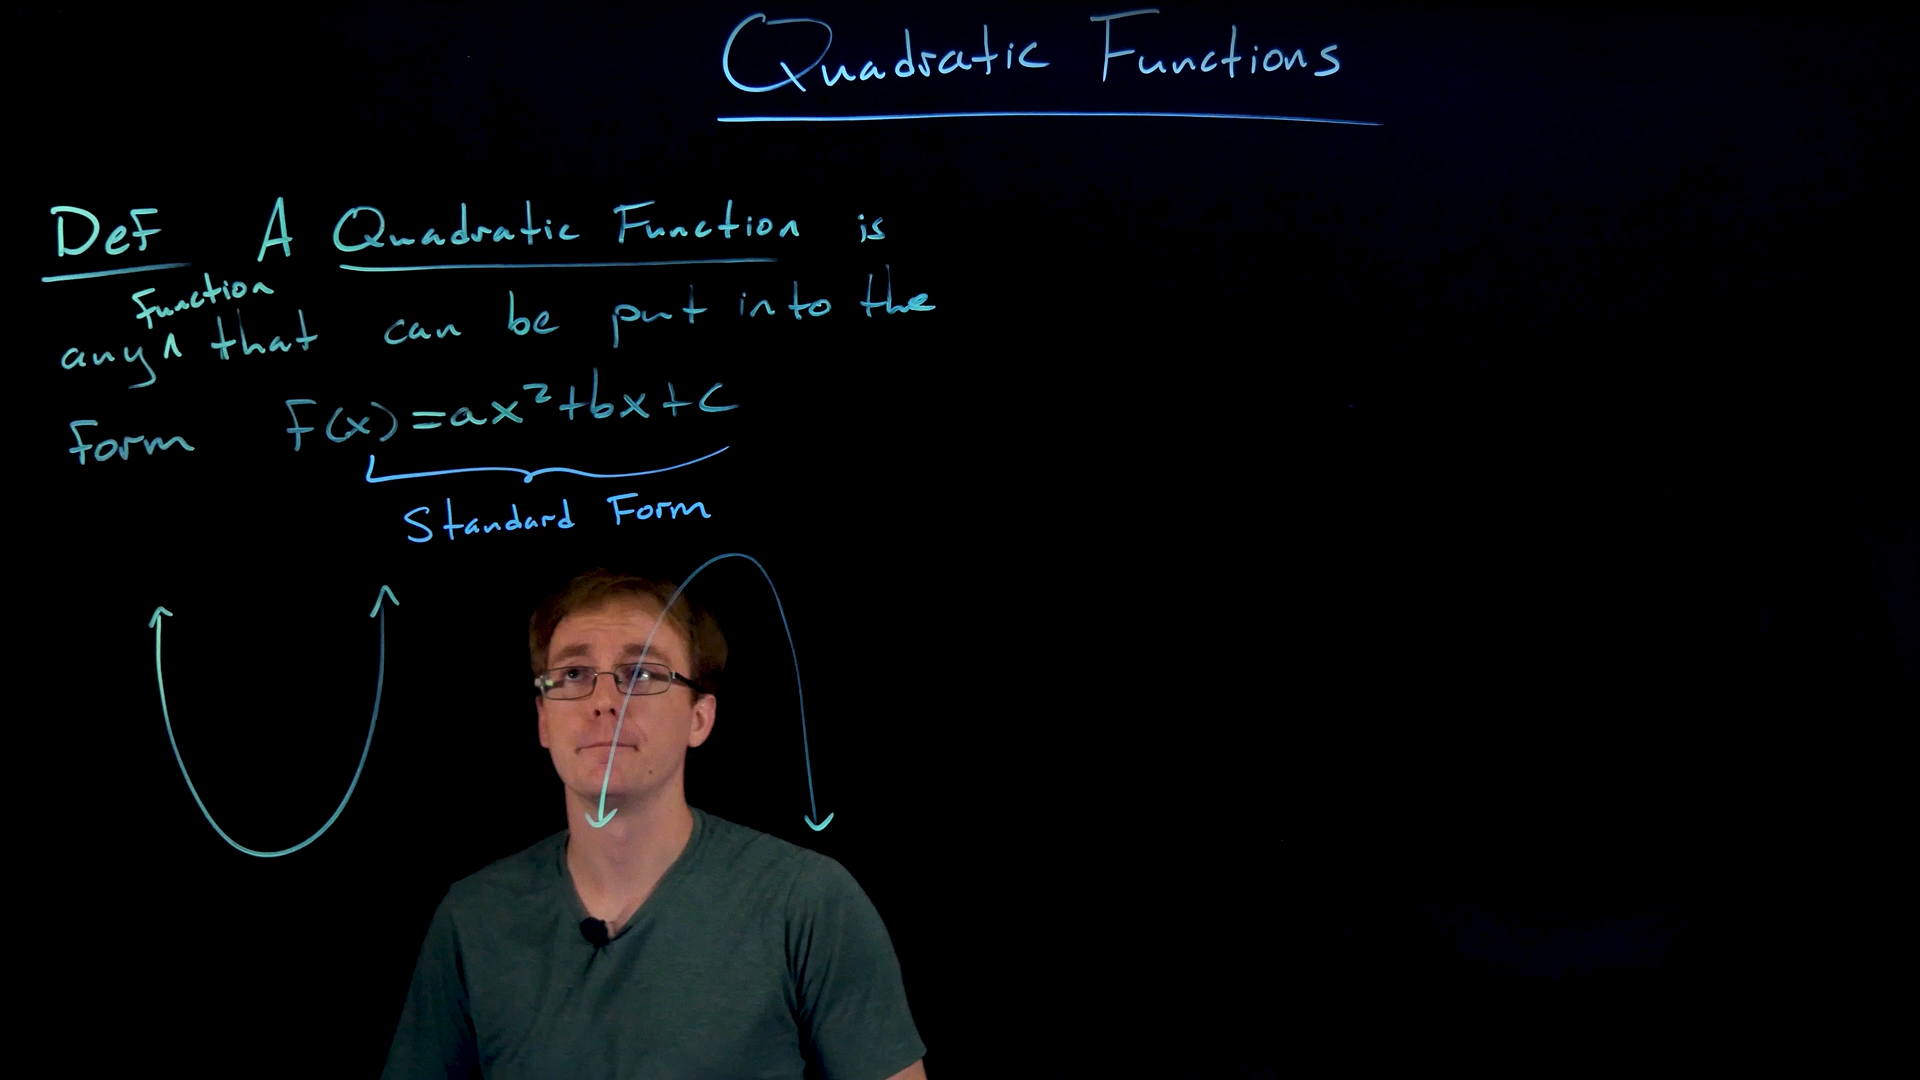 Quadratic Functions
Def A Quadratic Function is
function
any ^ that can be put into the
form f(x) = ax²+bx+c
Standard Form